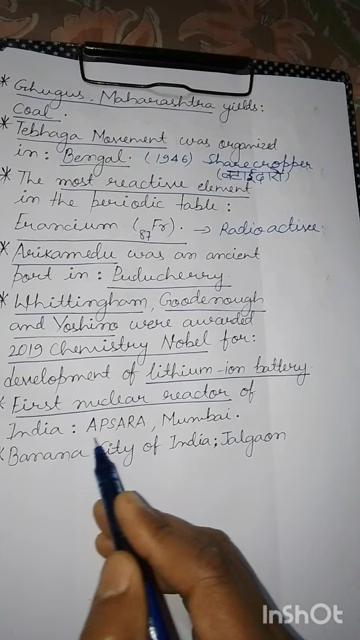 * Ghugus, Maharashtra yields:
Coal.
* Tebhaga Movement was organized
in: Bengal. (1946) Sharecropper
(बटाईदारो)
* The most reactive element
in the periodic table:
Francium (₈₇Fr). → Radioactive
* Arikamedu was an ancient
port in: Puducherry
* Whittingham, Goodenough
and Yoshino were awarded
2019 Chemistry Nobel for:
development of lithium-ion battery
* First nuclear reactor of
India: APSARA, Mumbai.
* Banana City of India; Jalgaon
InShOt